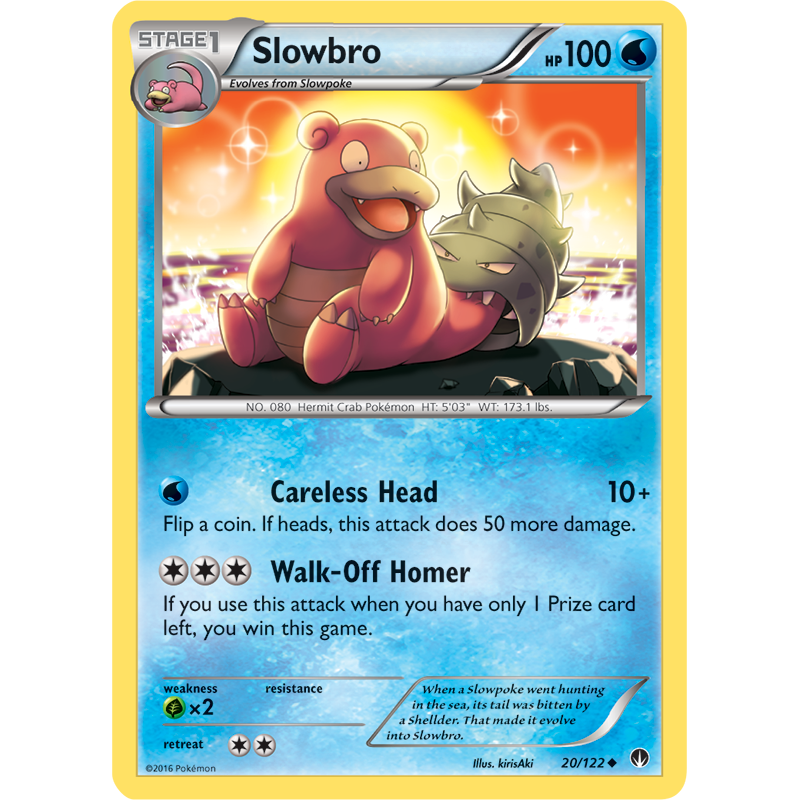 STAGE1
Slowbro
HP100
Evolves from Slowpoke
NO. 080 Hermit Crab Pokémon HT: 5'03" WT: 173.1 lbs.
Careless Head 10+
Flip a coin. If heads, this attack does 50 more damage.
Walk-Off Homer
If you use this attack when you have only 1 Prize card
left, you win this game.
weakness resistance
×2
retreat
When a Slowpoke went hunting
in the sea, its tail was bitten by
a Shellder. That made it evolve
into Slowbro.
©2016 Pokémon
Illus. kirisAki
20/122